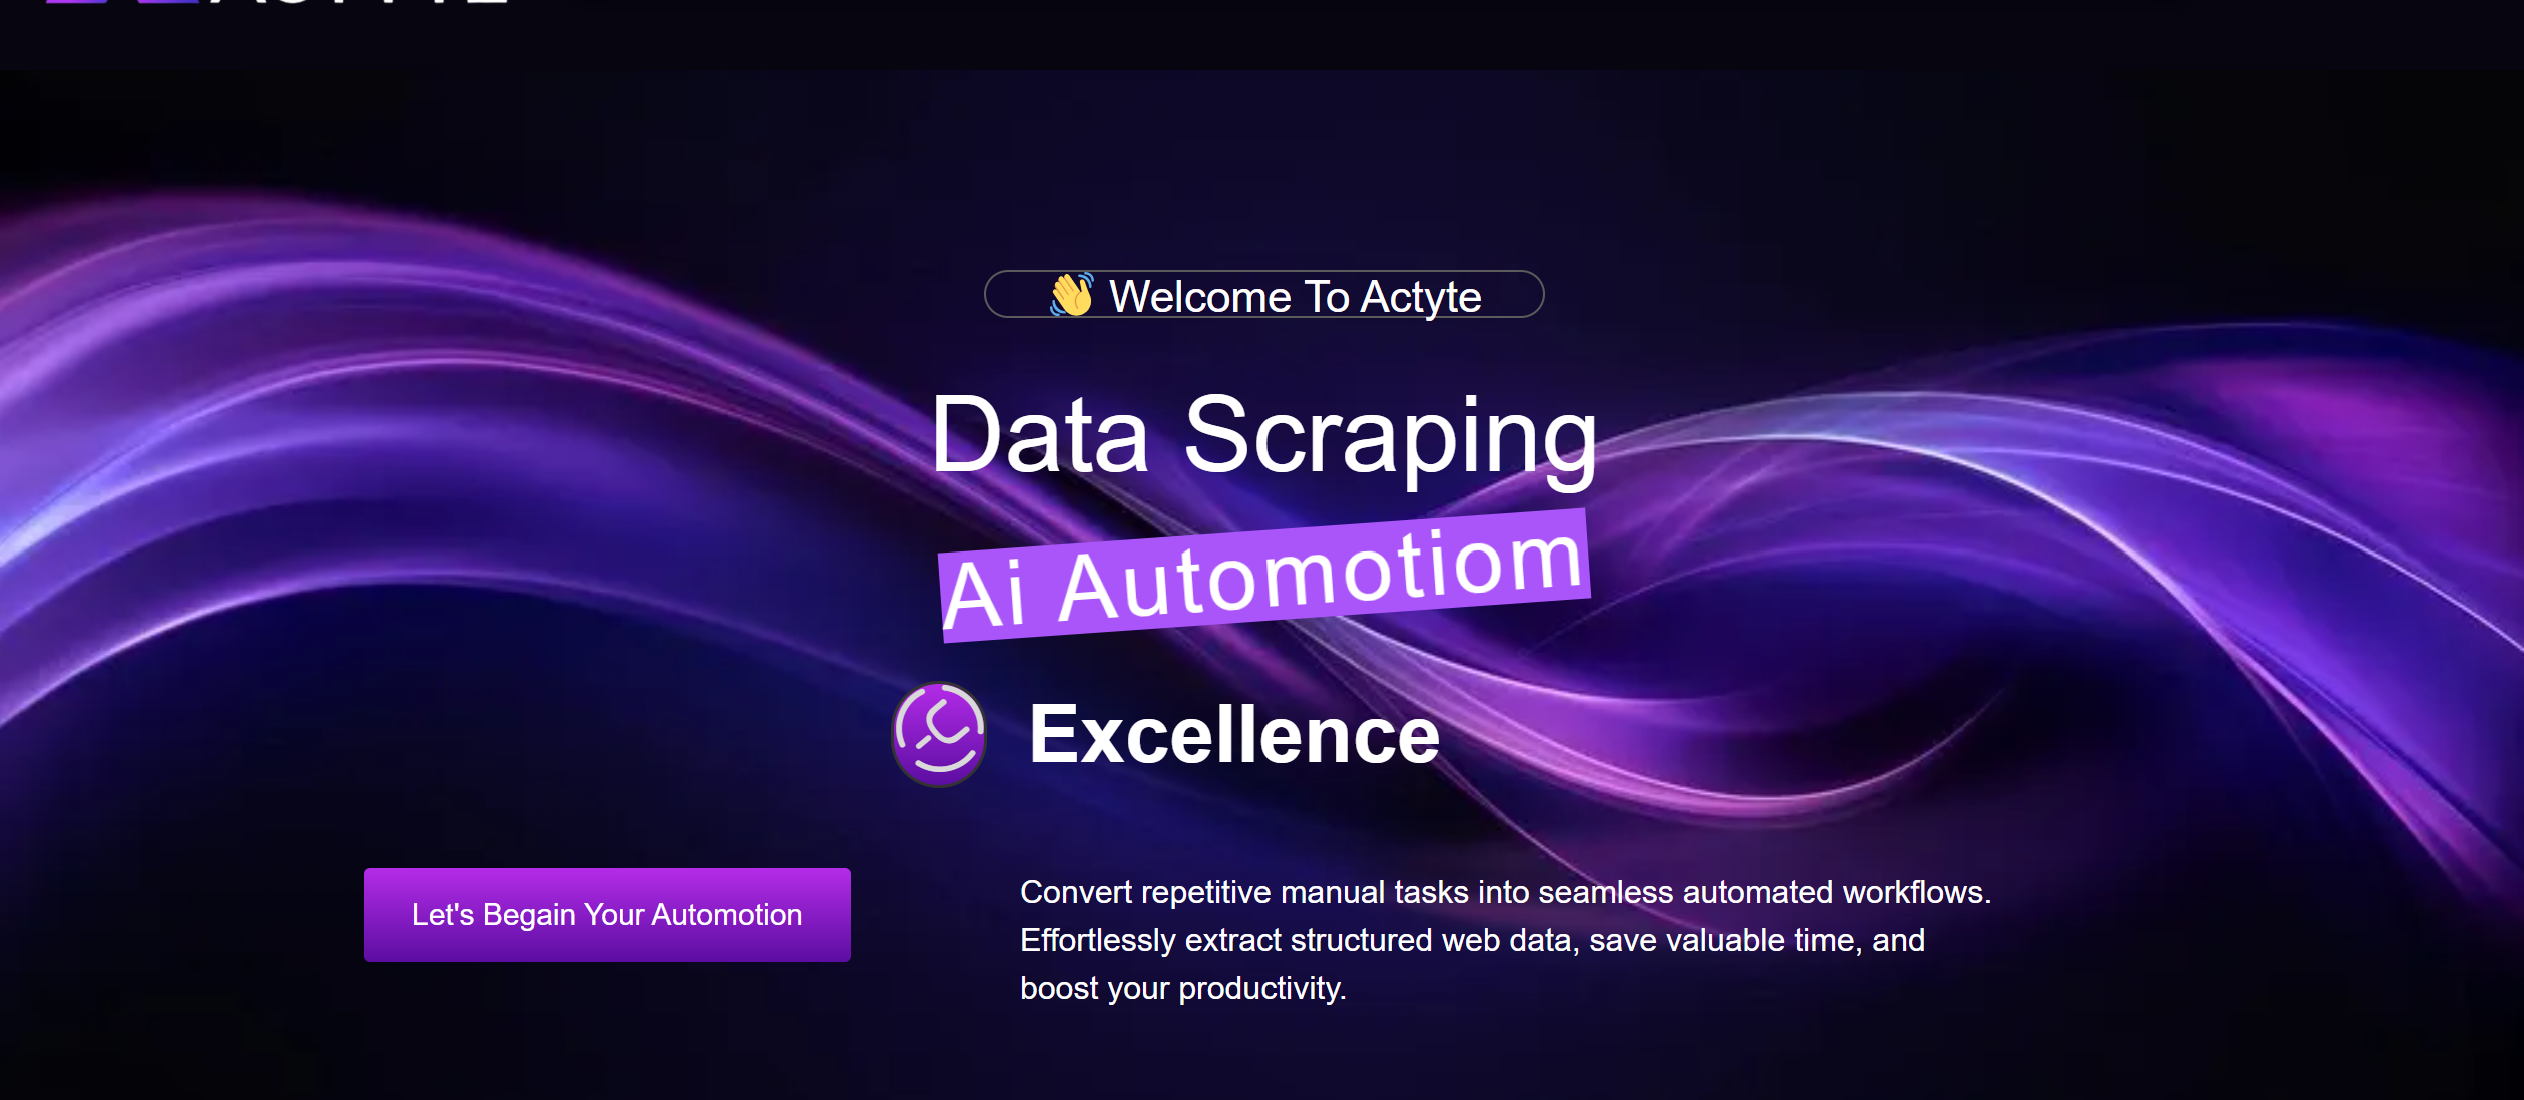 👋 Welcome To Actyte
Data Scraping
Ai Automotiom
Excellence
Let's Begain Your Automotion
Convert repetitive manual tasks into seamless automated workflows.
Effortlessly extract structured web data, save valuable time, and
boost your productivity.